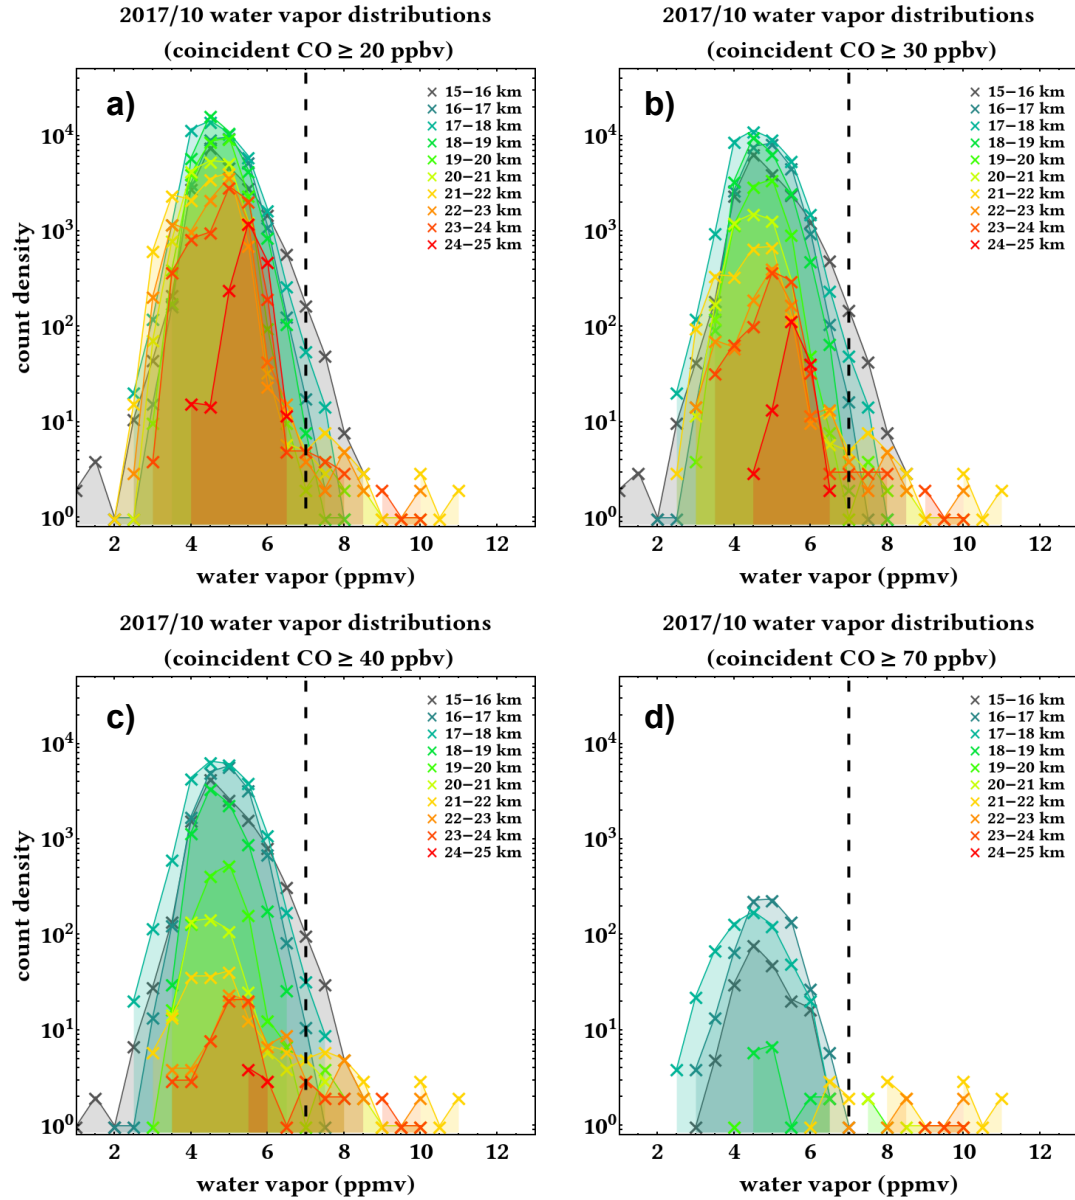 2017/10 water vapor distributions
(coincident CO ≥ 20 ppbv)
a)
15−16 km
16−17 km
17−18 km
18−19 km
19−20 km
20−21 km
21−22 km
22−23 km
23−24 km
24−25 km
10⁴
10³
10²
10¹
10⁰
count density
2 4 6 8 10 12
water vapor (ppmv)
2017/10 water vapor distributions
(coincident CO ≥ 30 ppbv)
b)
15−16 km
16−17 km
17−18 km
18−19 km
19−20 km
20−21 km
21−22 km
22−23 km
23−24 km
24−25 km
10⁴
10³
10²
10¹
10⁰
count density
2 4 6 8 10 12
water vapor (ppmv)
2017/10 water vapor distributions
(coincident CO ≥ 40 ppbv)
c)
15−16 km
16−17 km
17−18 km
18−19 km
19−20 km
20−21 km
21−22 km
22−23 km
23−24 km
24−25 km
10⁴
10³
10²
10¹
10⁰
count density
2 4 6 8 10 12
water vapor (ppmv)
2017/10 water vapor distributions
(coincident CO ≥ 70 ppbv)
d)
15−16 km
16−17 km
17−18 km
18−19 km
19−20 km
20−21 km
21−22 km
22−23 km
23−24 km
24−25 km
10⁴
10³
10²
10¹
10⁰
count density
2 4 6 8 10 12
water vapor (ppmv)